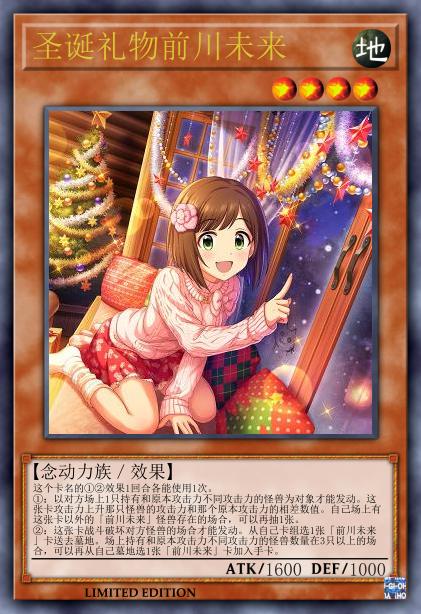 圣诞礼物前川未来
地
【念动力族 / 效果】
这个卡名的①②效果1回合各能使用1次。
①：以对方场上1只持有和原本攻击力不同攻击力的怪兽为对象才能发动。这
张卡攻击力上升那只怪兽的攻击力和那个原本攻击力的相差数值。自己场上有
这张卡以外的「前川未来」怪兽存在的场合，可以再抽1张。
②：这张卡战斗破坏对方怪兽的场合才能发动。从自己卡组选1张「前川未来」
卡送去墓地。场上持有和原本攻击力不同攻击力的怪兽数量在3只以上的场
合，可以再从自己墓地选1张「前川未来」卡加入手卡。
ATK/1600 DEF/1000
LIMITED EDITION